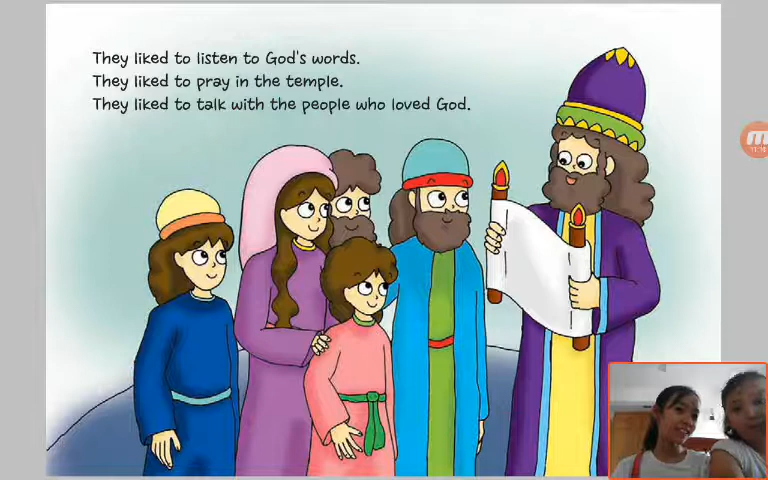 They liked to listen to God's words.
They liked to pray in the temple.
They liked to talk with the people who loved God.